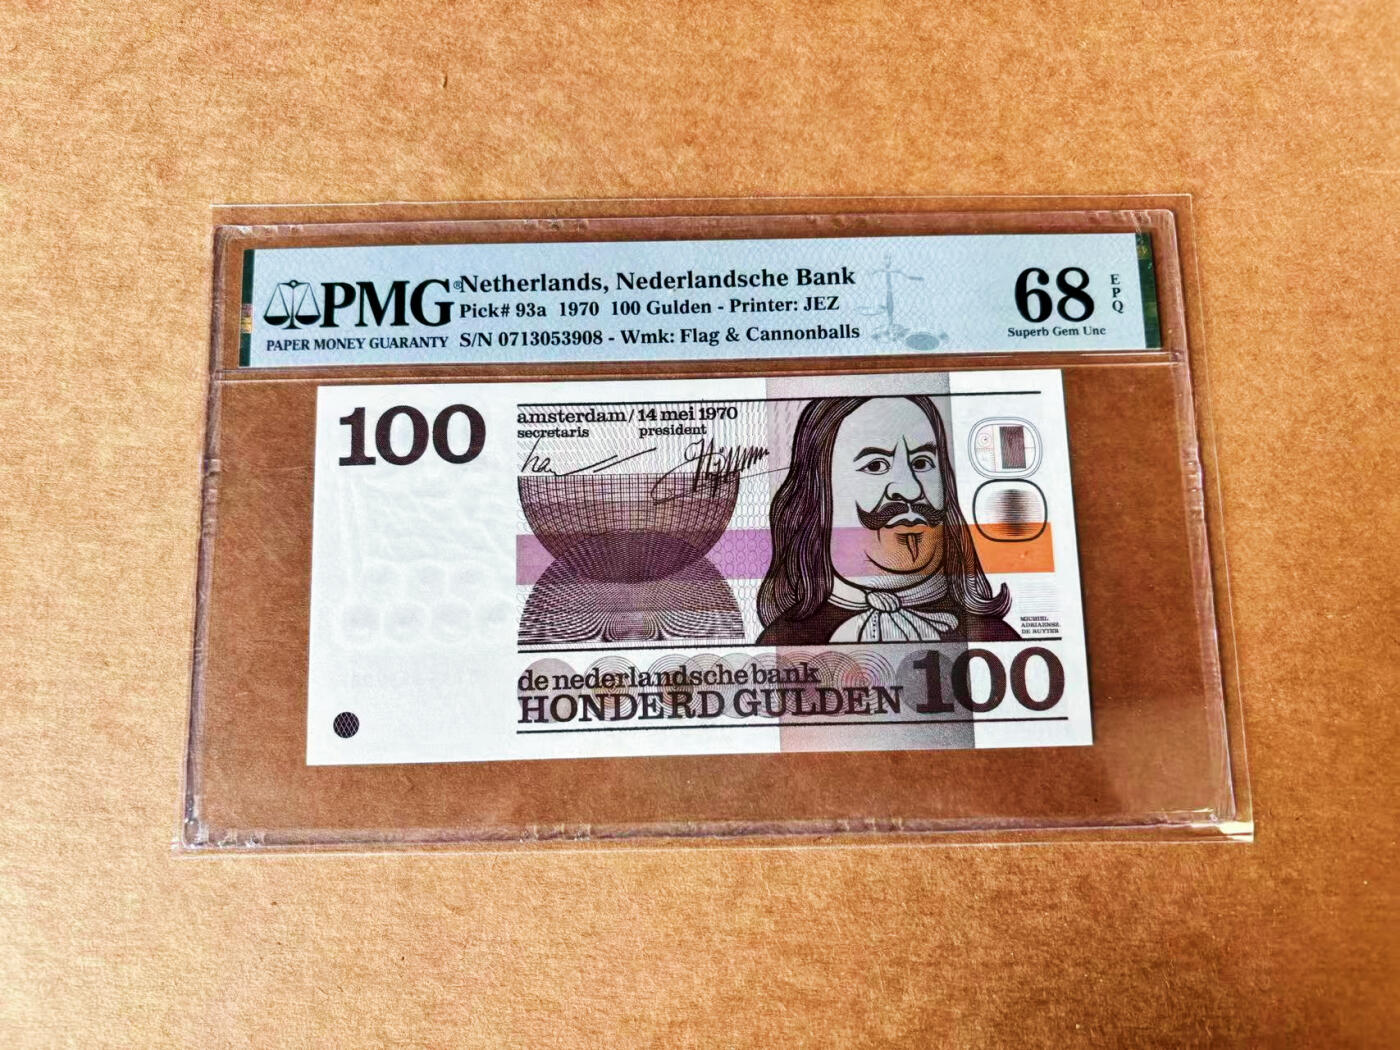 PMG®
PAPER MONEY GUARANTY
Netherlands, Nederlandsche Bank
Pick# 93a 1970 100 Gulden - Printer: JEZ
S/N 0713053908 - Wmk: Flag & Cannonballs
68
EPQ
Superb Gem Unc
100
amsterdam/14 mei 1970
secretaris president
MICHIEL
ADRIAENSZ.
DE RUYTER
de nederlandsche bank
HONDERD GULDEN 100